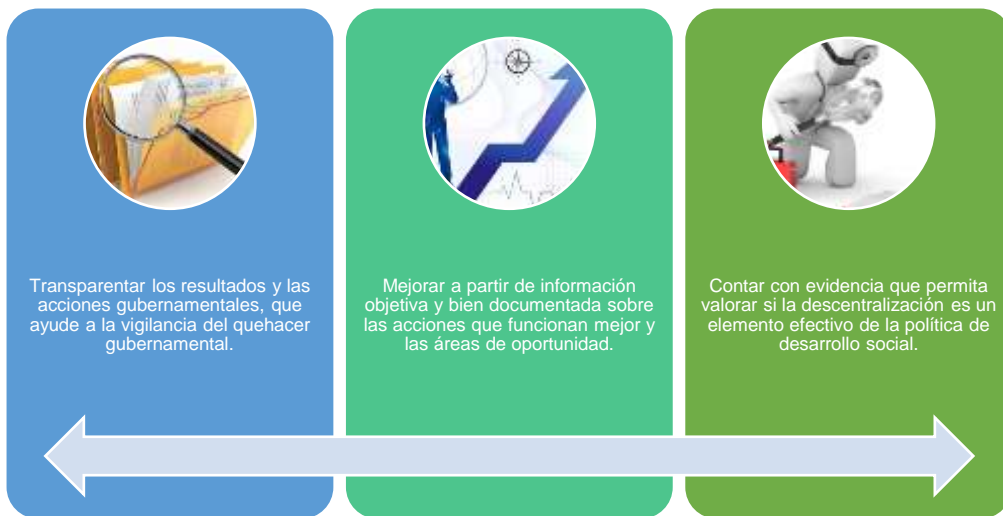 Transparentar los resultados y las
acciones gubernamentales, que
ayude a la vigilancia del quehacer
gubernamental.
Mejorar a partir de información
objetiva y bien documentada sobre
las acciones que funcionan mejor y
las áreas de oportunidad.
Contar con evidencia que permita
valorar si la descentralización es un
elemento efectivo de la política de
desarrollo social.